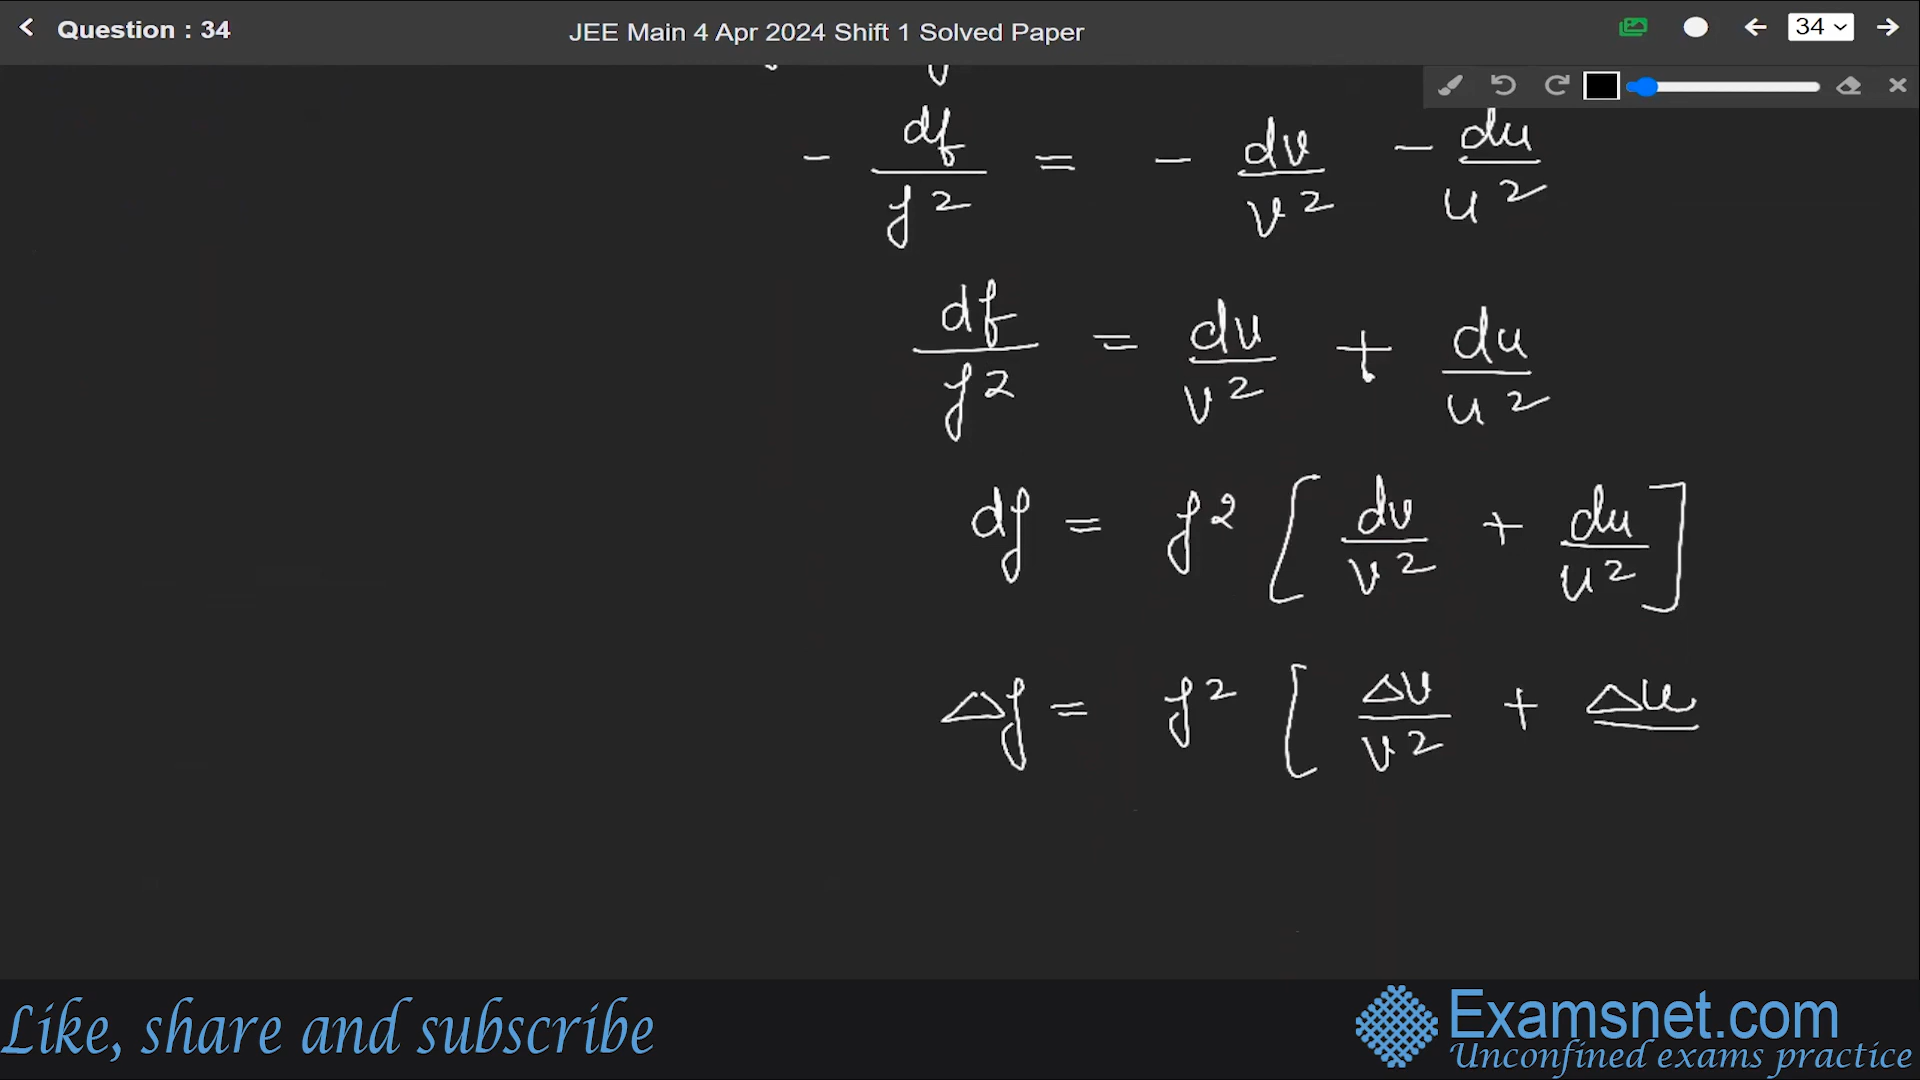 Question : 34
JEE Main 4 Apr 2024 Shift 1 Solved Paper
34
- df/f² = - dv/v² - du/u²
df/f² = dv/v² + du/u²
df = f² [ dv/v² + du/u² ]
Δf = f² [ Δv/v² + Δu
Like, share and subscribe
Examsnet.com
Unconfined exams practice